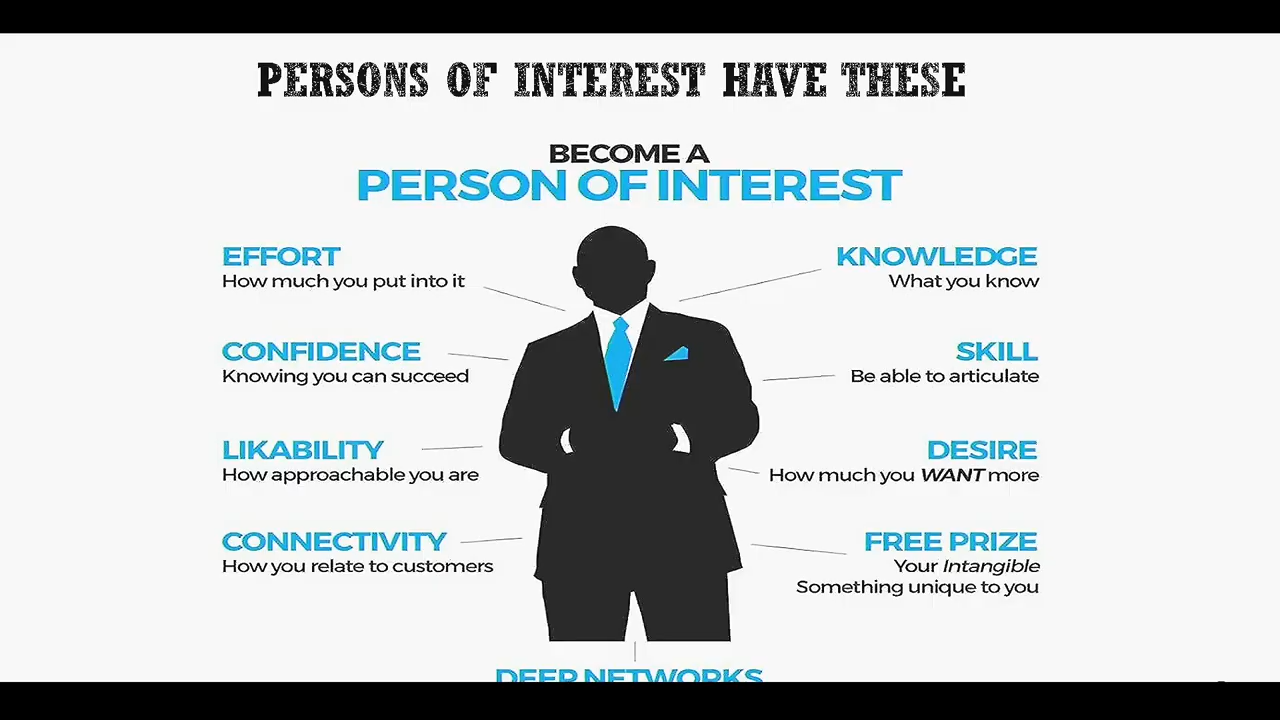 PERSONS OF INTEREST HAVE THESE
BECOME A
PERSON OF INTEREST
EFFORT
How much you put into it
CONFIDENCE
Knowing you can succeed
LIKABILITY
How approachable you are
CONNECTIVITY
How you relate to customers
KNOWLEDGE
What you know
SKILL
Be able to articulate
DESIRE
How much you WANT more
FREE PRIZE
Your Intangible
Something unique to you
DEEP NETWORKS